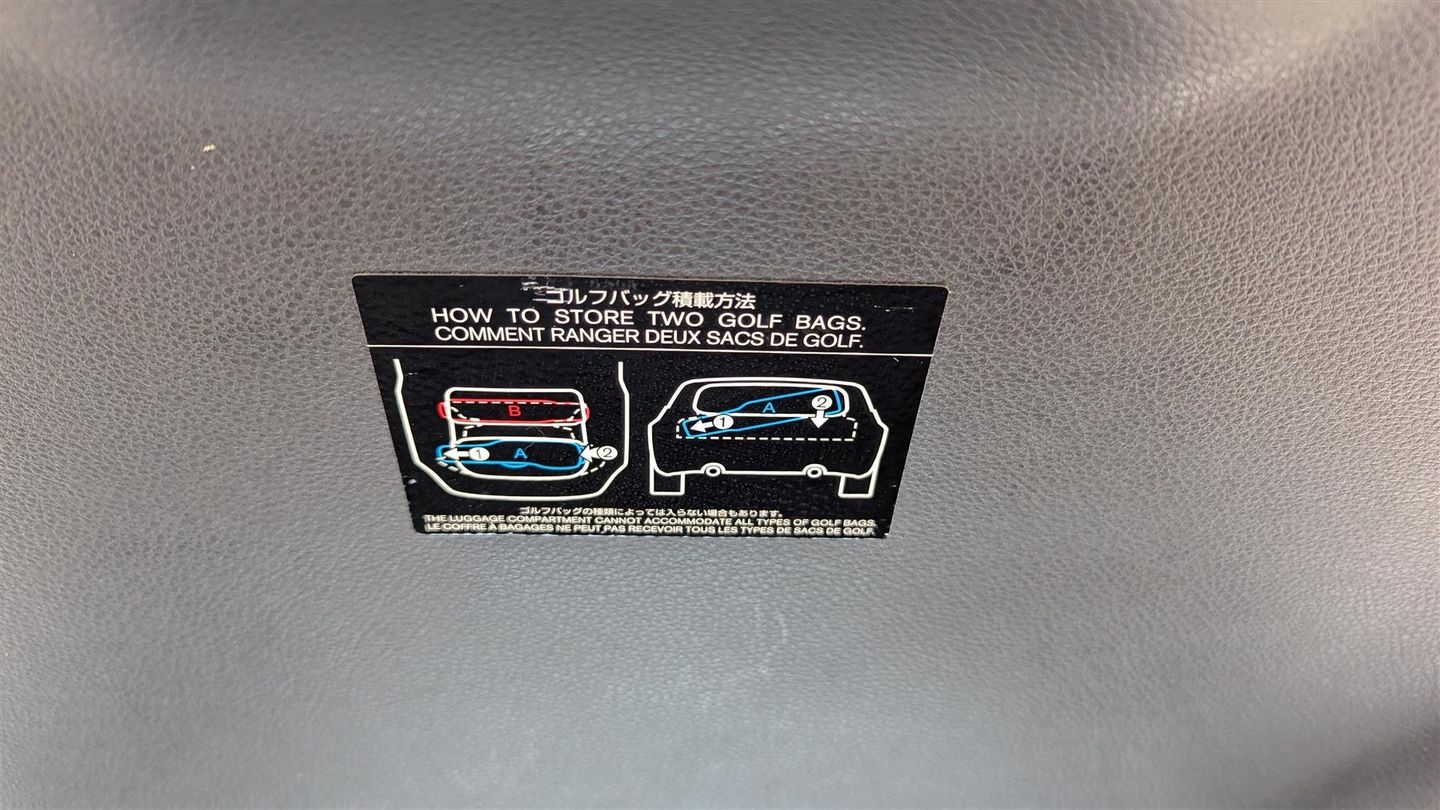 ゴルフバッグ積載方法
HOW TO STORE TWO GOLF BAGS.
COMMENT RANGER DEUX SACS DE GOLF.
B
1 A 2
A 2
1
ゴルフバッグの種類によっては入らない場合もあります。
THE LUGGAGE COMPARTMENT CANNOT ACCOMMODATE ALL TYPES OF GOLF BAGS.
LE COFFRE À BAGAGES NE PEUT PAS RECEVOIR TOUS LES TYPES DE SACS DE GOLF.